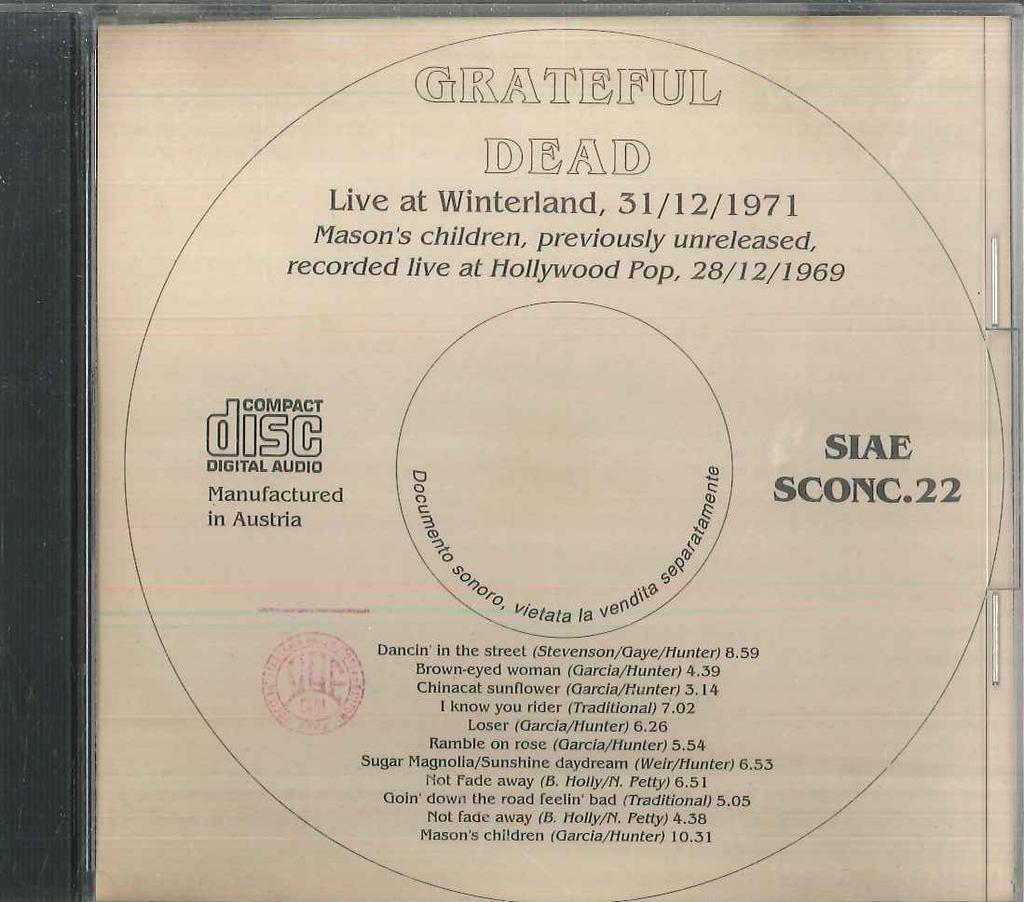 GRATEFUL
DEAD
Live at Winterland, 31/12/1971
Mason's children, previously unreleased,
recorded live at Hollywood Pop, 28/12/1969
COMPACT
disc
DIGITAL AUDIO
Manufactured
in Austria
SIAE
SCONC.22
Documento sonoro, vietata la vendita separatamente
Dancin' in the street (Stevenson/Gaye/Hunter) 8.59
Brown-eyed woman (Garcia/Hunter) 4.39
Chinacat sunflower (Garcia/Hunter) 3.14
I know you rider (Traditional) 7.02
Loser (Garcia/Hunter) 6.26
Ramble on rose (Garcia/Hunter) 5.54
Sugar Magnolia/Sunshine daydream (Weir/Hunter) 6.53
Not Fade away (B. Holly/N. Petty) 6.51
Goin' down the road feelin' bad (Traditional) 5.05
Not fade away (B. Holly/N. Petty) 4.38
Mason's children (Garcia/Hunter) 10.31